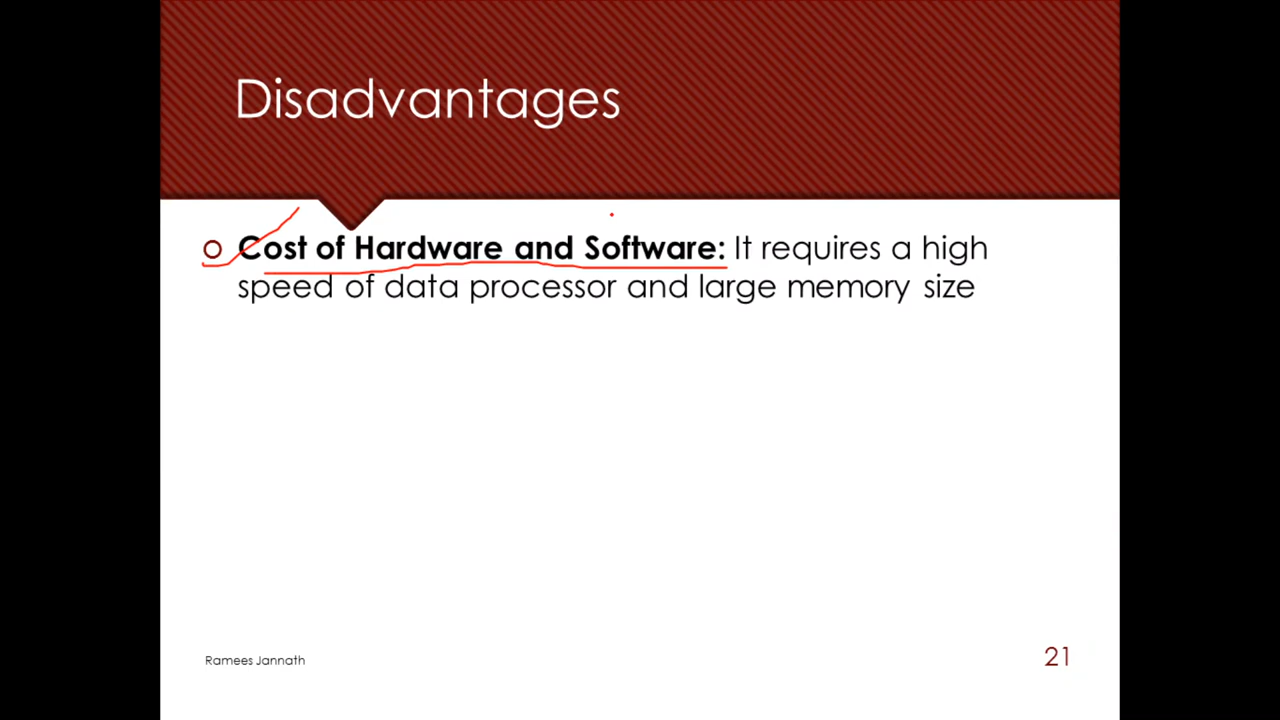 Disadvantages
Cost of Hardware and Software: It requires a high
speed of data processor and large memory size
Ramees Jannath
21